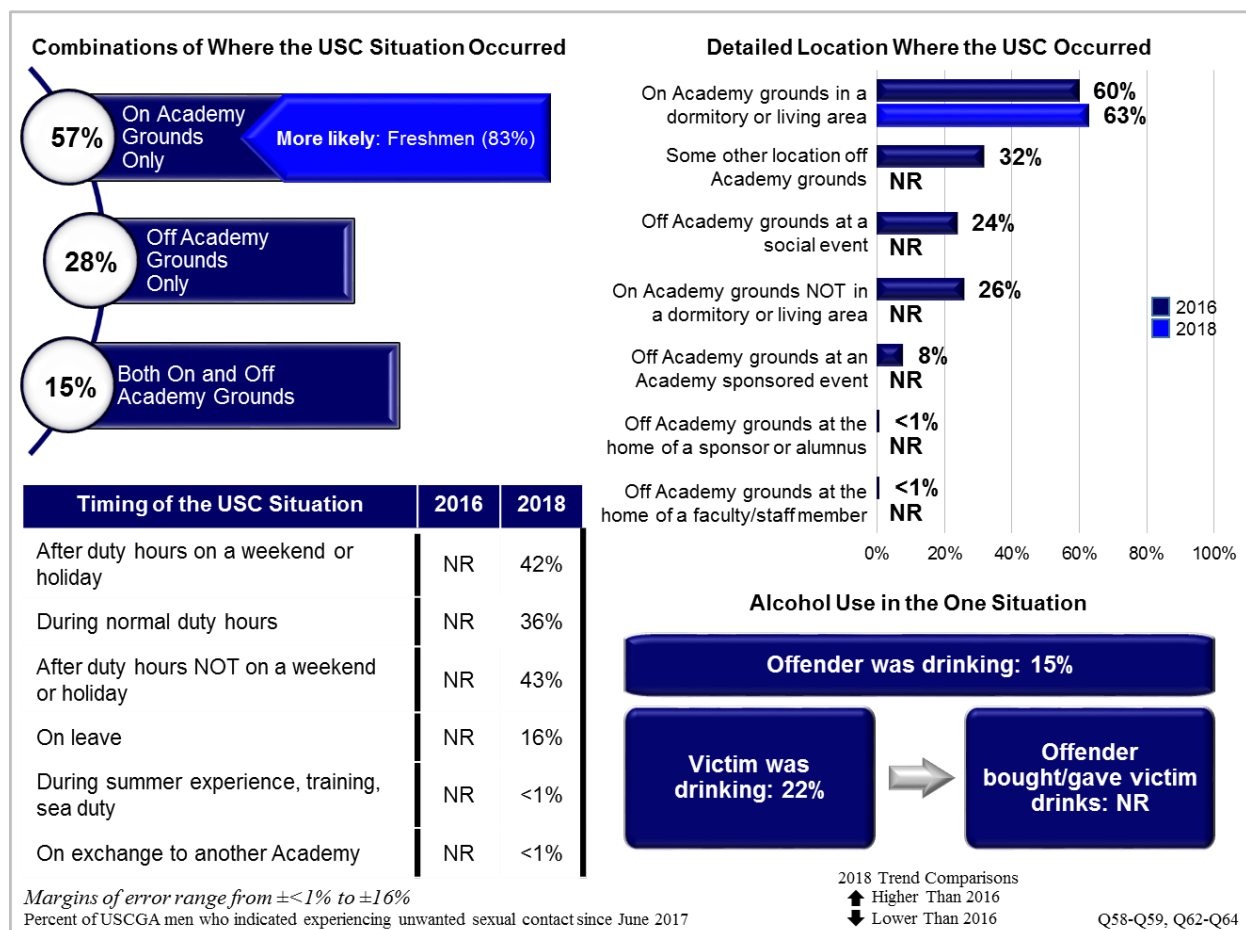 Combinations of Where the USC Situation Occurred
57%
On Academy
Grounds
Only
More likely: Freshmen (83%)
28%
Off Academy
Grounds
Only
15%
Both On and Off
Academy Grounds
Detailed Location Where the USC Occurred
On Academy grounds in a
dormitory or living area
60%
63%
Some other location off
Academy grounds
32%
NR
Off Academy grounds at a
social event
24%
NR
On Academy grounds NOT in
a dormitory or living area
26%
NR
Off Academy grounds at an
Academy sponsored event
8%
NR
Off Academy grounds at the
home of a sponsor or alumnus
<1%
NR
Off Academy grounds at the
home of a faculty/staff member
<1%
NR
0% 20% 40% 60% 80% 100%
2016
2018
Timing of the USC Situation 2016 2018
After duty hours on a weekend or
holiday
NR 42%
During normal duty hours NR 36%
After duty hours NOT on a weekend
or holiday
NR 43%
On leave NR 16%
During summer experience, training,
sea duty
NR <1%
On exchange to another Academy NR <1%
Alcohol Use in the One Situation
Offender was drinking: 15%
Victim was
drinking: 22%
Offender
bought/gave victim
drinks: NR
Margins of error range from ±<1% to ±16%
Percent of USCGA men who indicated experiencing unwanted sexual contact since June 2017
2018 Trend Comparisons
Higher Than 2016
Lower Than 2016
Q58-Q59, Q62-Q64